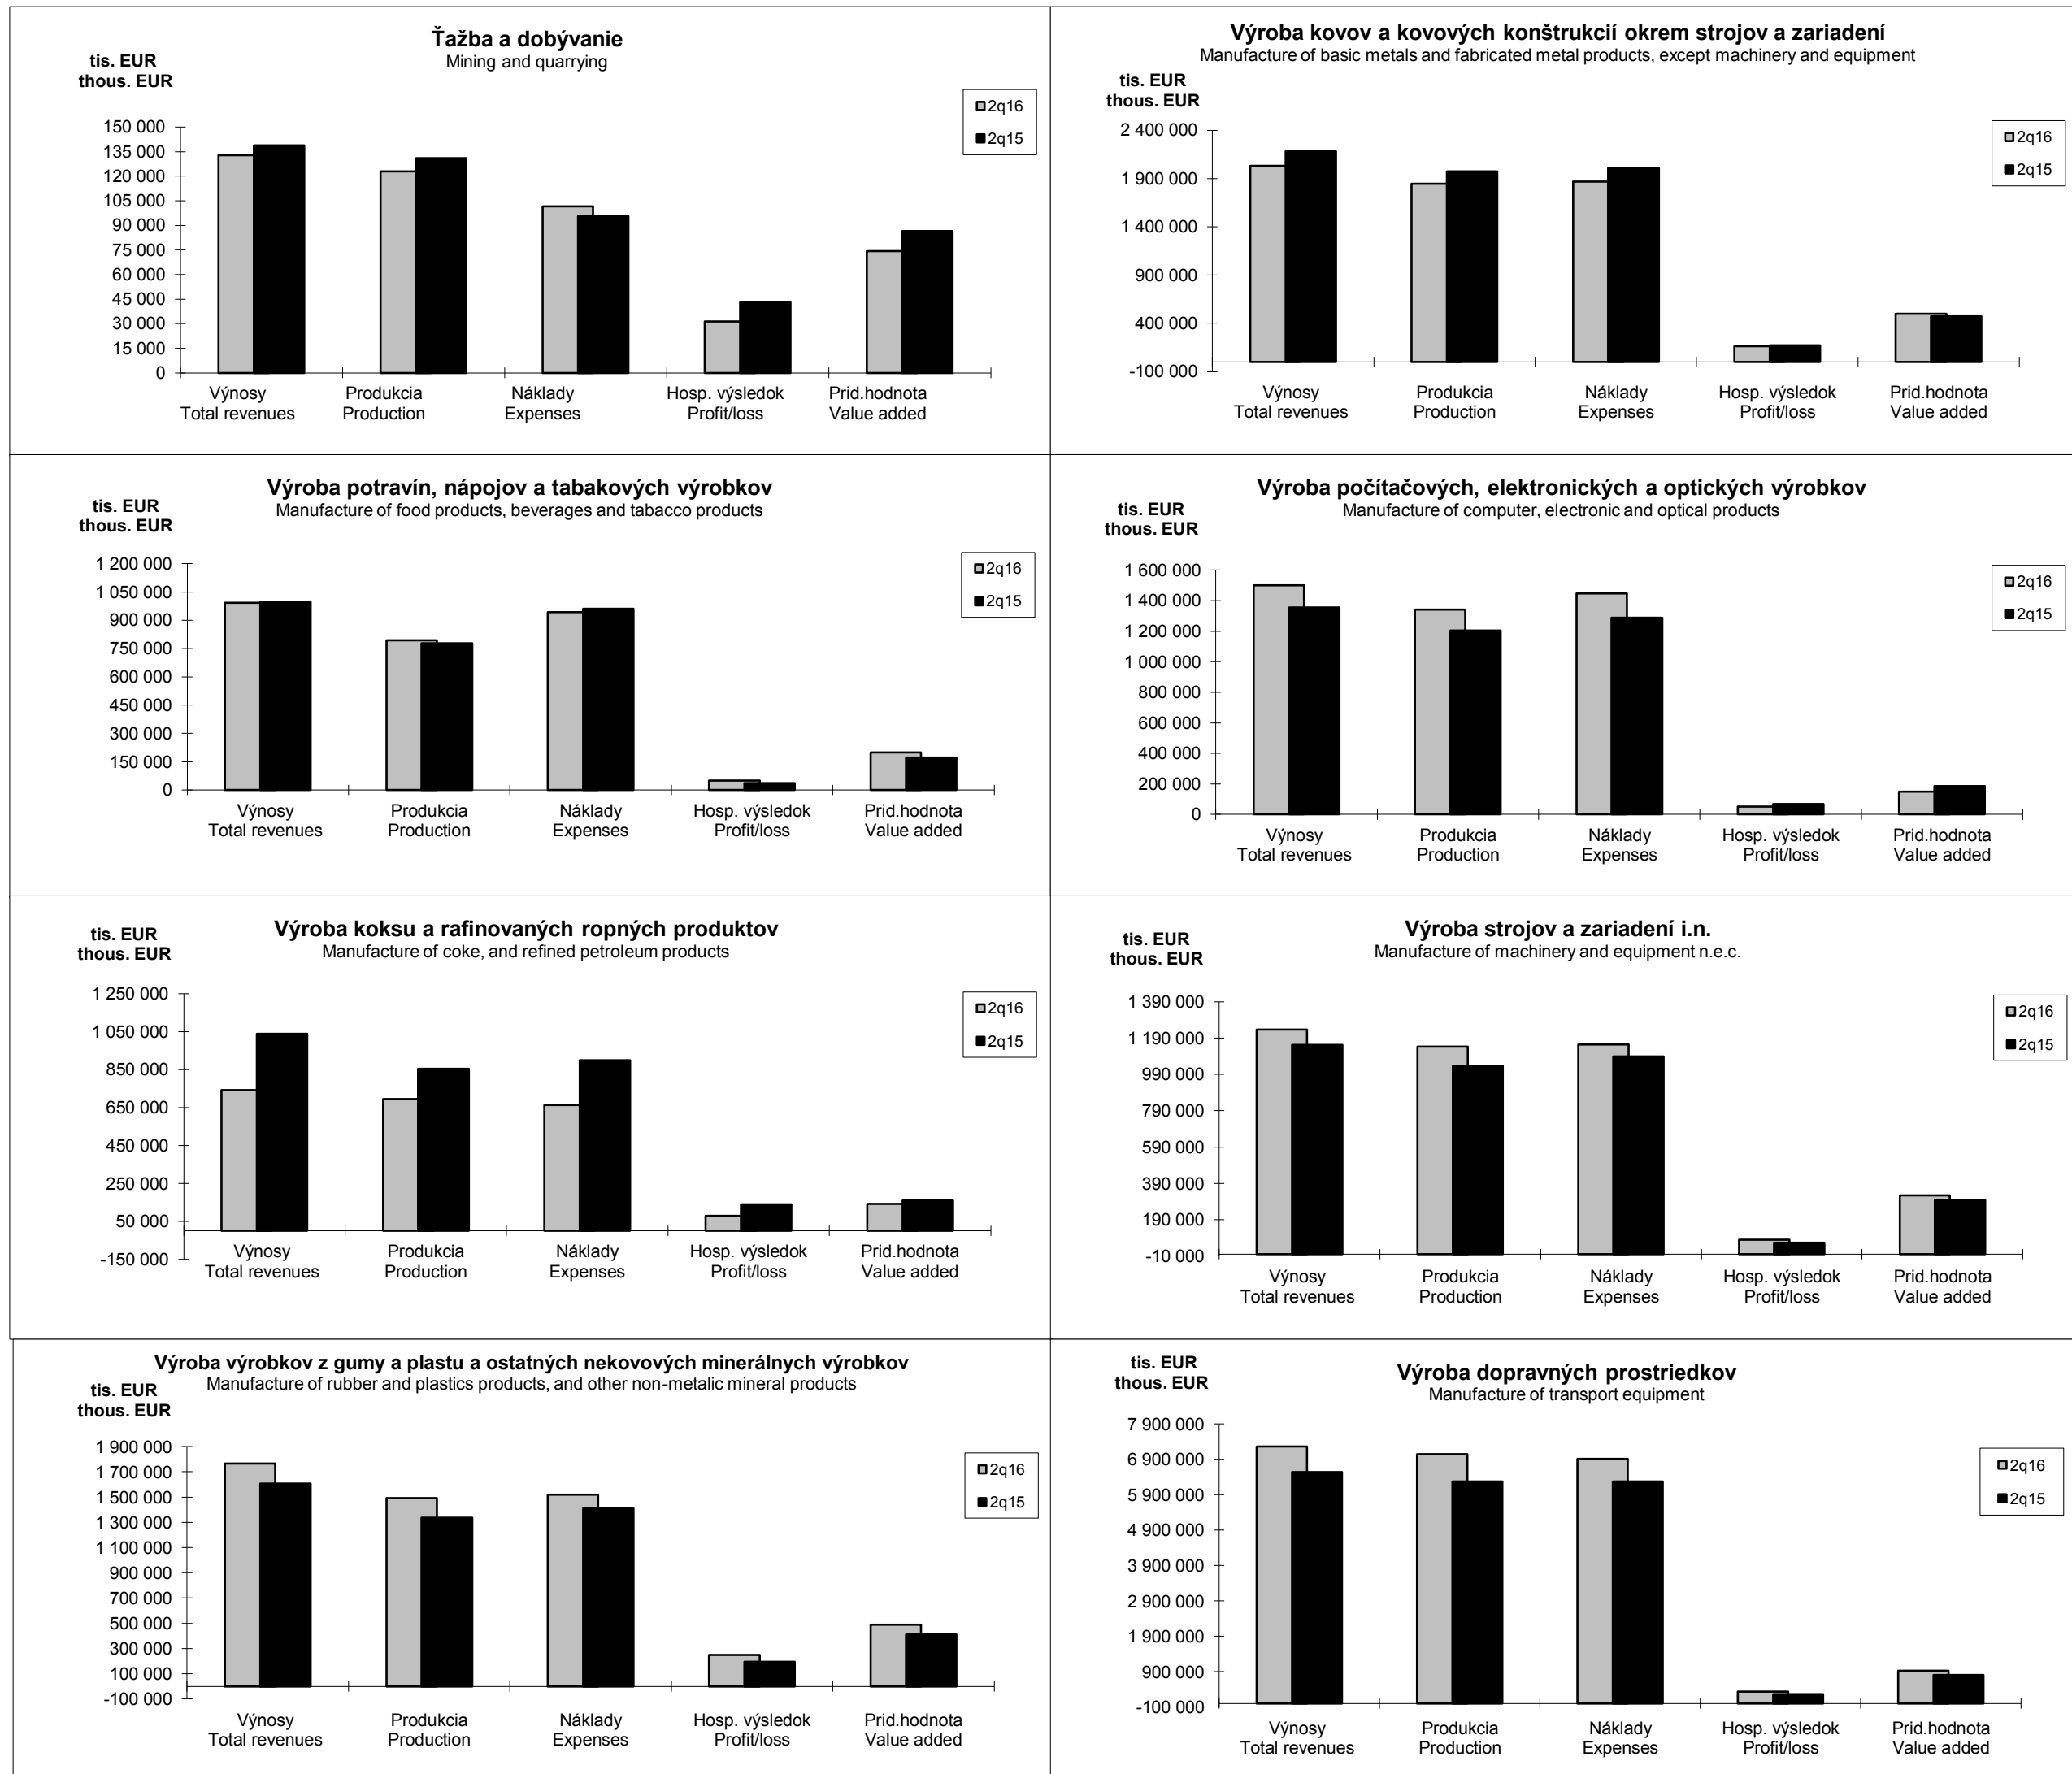 Ťažba a dobývanie
Mining and quarrying
tis. EUR
thous. EUR
2q16
2q15
150 000
135 000
120 000
105 000
90 000
75 000
60 000
45 000
30 000
15 000
0
Výnosy Produkcia Náklady Hosp. výsledok Prid.hodnota
Total revenues Production Expenses Profit/loss Value added
Výroba kovov a kovových konštrukcií okrem strojov a zariadení
Manufacture of basic metals and fabricated metal products, except machinery and equipment
tis. EUR
thous. EUR
2q16
2q15
2 400 000
1 900 000
1 400 000
900 000
400 000
-100 000
Výnosy Produkcia Náklady Hosp. výsledok Prid.hodnota
Total revenues Production Expenses Profit/loss Value added
Výroba potravín, nápojov a tabakových výrobkov
Manufacture of food products, beverages and tabacco products
tis. EUR
thous. EUR
2q16
2q15
1 200 000
1 050 000
900 000
750 000
600 000
450 000
300 000
150 000
0
Výnosy Produkcia Náklady Hosp. výsledok Prid.hodnota
Total revenues Production Expenses Profit/loss Value added
Výroba počítačových, elektronických a optických výrobkov
Manufacture of computer, electronic and optical products
tis. EUR
thous. EUR
2q16
2q15
1 600 000
1 400 000
1 200 000
1 000 000
800 000
600 000
400 000
200 000
0
Výnosy Produkcia Náklady Hosp. výsledok Prid.hodnota
Total revenues Production Expenses Profit/loss Value added
Výroba koksu a rafinovaných ropných produktov
Manufacture of coke, and refined petroleum products
tis. EUR
thous. EUR
2q16
2q15
1 250 000
1 050 000
850 000
650 000
450 000
250 000
50 000
-150 000
Výnosy Produkcia Náklady Hosp. výsledok Prid.hodnota
Total revenues Production Expenses Profit/loss Value added
Výroba strojov a zariadení i.n.
Manufacture of machinery and equipment n.e.c.
tis. EUR
thous. EUR
2q16
2q15
1 390 000
1 190 000
990 000
790 000
590 000
390 000
190 000
-10 000
Výnosy Produkcia Náklady Hosp. výsledok Prid.hodnota
Total revenues Production Expenses Profit/loss Value added
Výroba výrobkov z gumy a plastu a ostatných nekovových minerálnych výrobkov
Manufacture of rubber and plastics products, and other non-metalic mineral products
tis. EUR
thous. EUR
2q16
2q15
1 900 000
1 700 000
1 500 000
1 300 000
1 100 000
900 000
700 000
500 000
300 000
100 000
-100 000
Výnosy Produkcia Náklady Hosp. výsledok Prid.hodnota
Total revenues Production Expenses Profit/loss Value added
Výroba dopravných prostriedkov
Manufacture of transport equipment
tis. EUR
thous. EUR
2q16
2q15
7 900 000
6 900 000
5 900 000
4 900 000
3 900 000
2 900 000
1 900 000
900 000
-100 000
Výnosy Produkcia Náklady Hosp. výsledok Prid.hodnota
Total revenues Production Expenses Profit/loss Value added